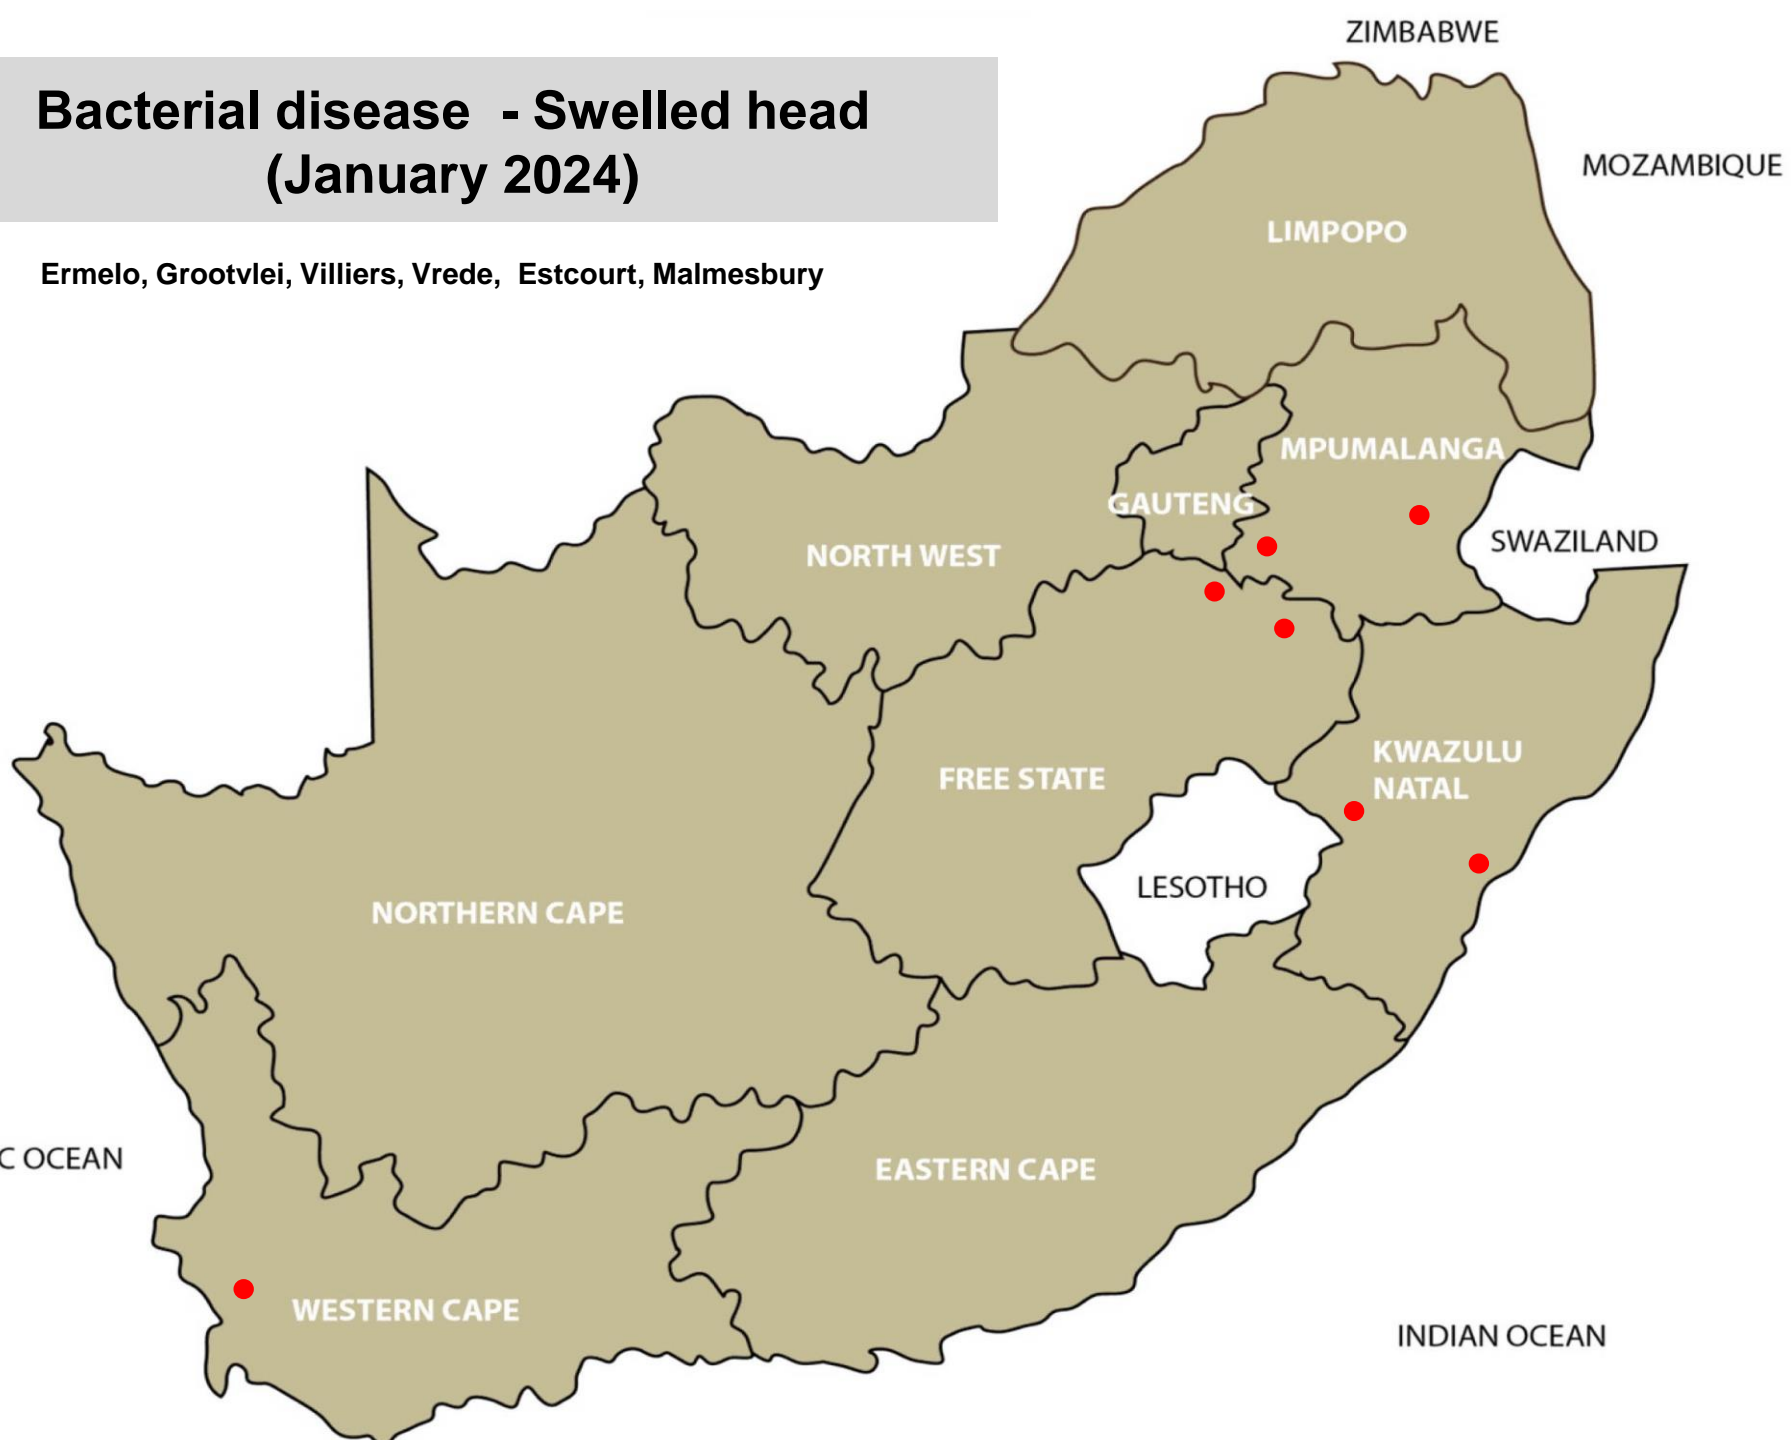 ZIMBABWE
Bacterial disease - Swelled head
(January 2024)
MOZAMBIQUE
LIMPOPO
Ermelo, Grootvlei, Villiers, Vrede, Estcourt, Malmesbury
MPUMALANGA
GAUTENG
SWAZILAND
NORTH WEST
KWAZULU
NATAL
FREE STATE
LESOTHO
NORTHERN CAPE
C OCEAN
EASTERN CAPE
WESTERN CAPE
INDIAN OCEAN